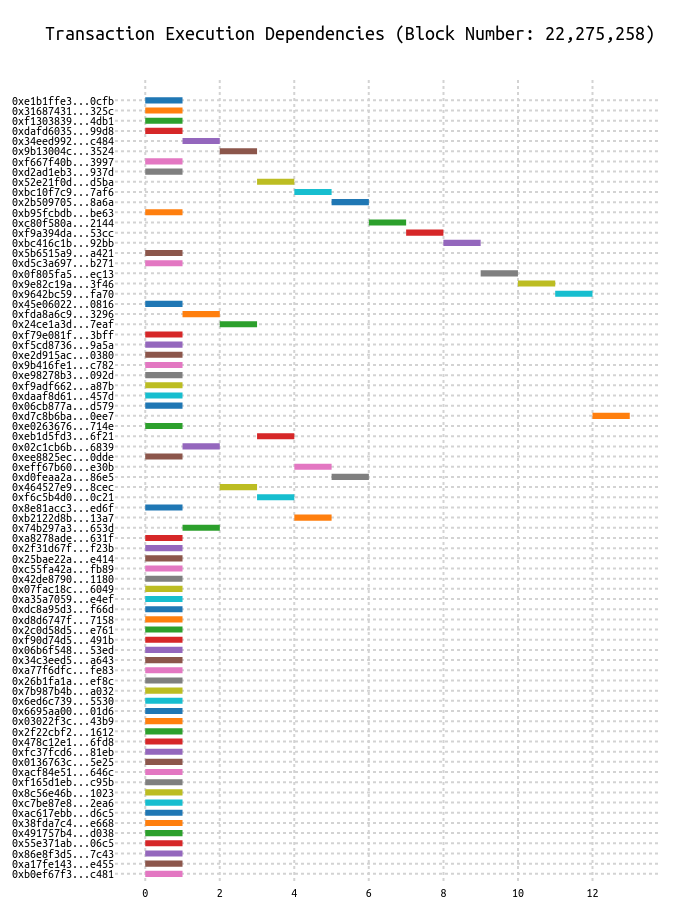 Transaction Execution Dependencies (Block Number: 22,275,258)
0xe1b1ffe3...0cfb
0x31687431...325c
0xf1303839...4db1
0xdafd6035...99d8
0x34eed992...c484
0x9b13004c...3524
0xf667f40b...3997
0xd2ad1eb3...937d
0x52e21f0d...d5ba
0xbc10f7c9...7af6
0x2b509705...8a6a
0xb95fcbdb...be63
0xc80f580a...2144
0xf9a394da...53cc
0xbc416c1b...92bb
0x5b6515a9...a421
0xd5c3a697...b271
0x0f805fa5...ec13
0x9e82c19a...3f46
0x9642bc59...fa70
0x45e06022...0816
0xfda8a6c9...3296
0x24ce1a3d...7eaf
0xf79e081f...3bff
0xf5cd8736...9a5a
0xe2d915ac...0380
0x9b416fe1...c782
0xe98278b3...092d
0xf9adf662...a87b
0xdaaf8d61...457d
0x06cb877a...d579
0xd7c8b6ba...0ee7
0xe0263676...714e
0xeb1d5fd3...6f21
0x02c1cb6b...6839
0xee8825ec...0dde
0xeff67b60...e30b
0xd0feaa2a...86e5
0x464527e9...8cec
0xf6c5b4d0...0c21
0x8e81acc3...ed6f
0xb2122d8b...13a7
0x74b297a3...653d
0xa8278ade...631f
0x2f31d67f...f23b
0x25bae22a...e414
0xc55fa42a...fb89
0x42de8790...1180
0x07fac18c...6049
0xa35a7059...e4ef
0xdc8a95d3...f66d
0xd8d6747f...7158
0x2c0d58d5...e761
0xf90d74d5...491b
0x06b6f548...53ed
0x34c3eed5...a643
0xa77f6dfc...fe83
0x26b1fa1a...ef8c
0x7b987b4b...a032
0x6ed6c739...5530
0x6695aa00...01d6
0x03022f3c...43b9
0x2f22cbf2...1612
0x478c12e1...6fd8
0xfc37fcd6...81eb
0x0136763c...5e25
0xacf84e51...646c
0xf165d1eb...c95b
0x8c56e46b...1023
0xc7be87e8...2ea6
0xac617ebb...d6c5
0x38fda7c4...e668
0x491757b4...d038
0x55e371ab...06c5
0x86e8f3d5...7c43
0xa17fe143...e455
0xb0ef67f3...c481
0 2 4 6 8 10 12